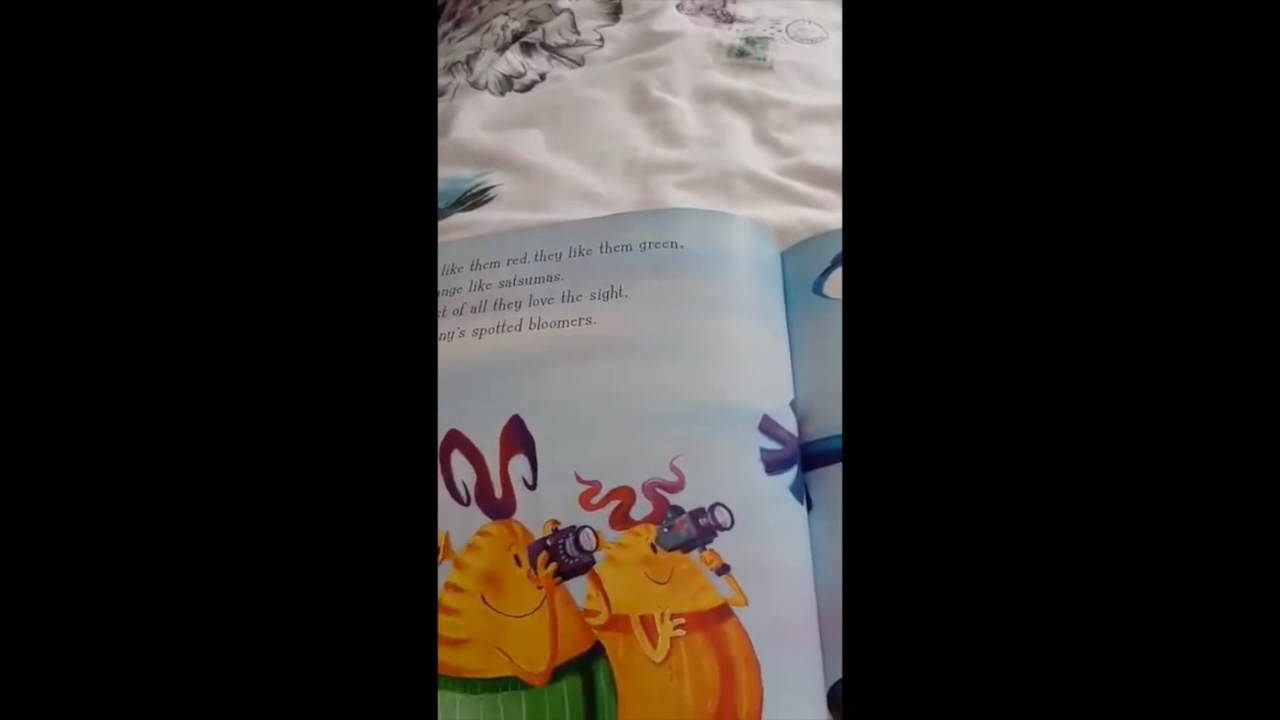 like them red, they like them green,
ange like satsumas.
t of all they love the sight,
ny's spotted bloomers.